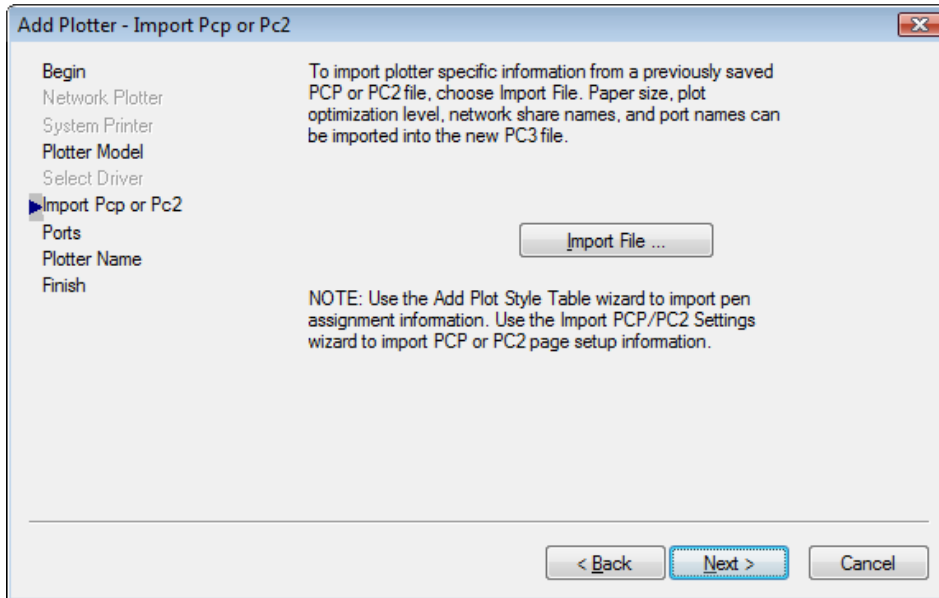 Add Plotter - Import Pcp or Pc2
Begin
Network Plotter
System Printer
Plotter Model
Select Driver
Import Pcp or Pc2
Ports
Plotter Name
Finish
To import plotter specific information from a previously saved
PCP or PC2 file, choose Import File. Paper size, plot
optimization level, network share names, and port names can
be imported into the new PC3 file.
Import File ...
NOTE: Use the Add Plot Style Table wizard to import pen
assignment information. Use the Import PCP/PC2 Settings
wizard to import PCP or PC2 page setup information.
< Back
Next >
Cancel